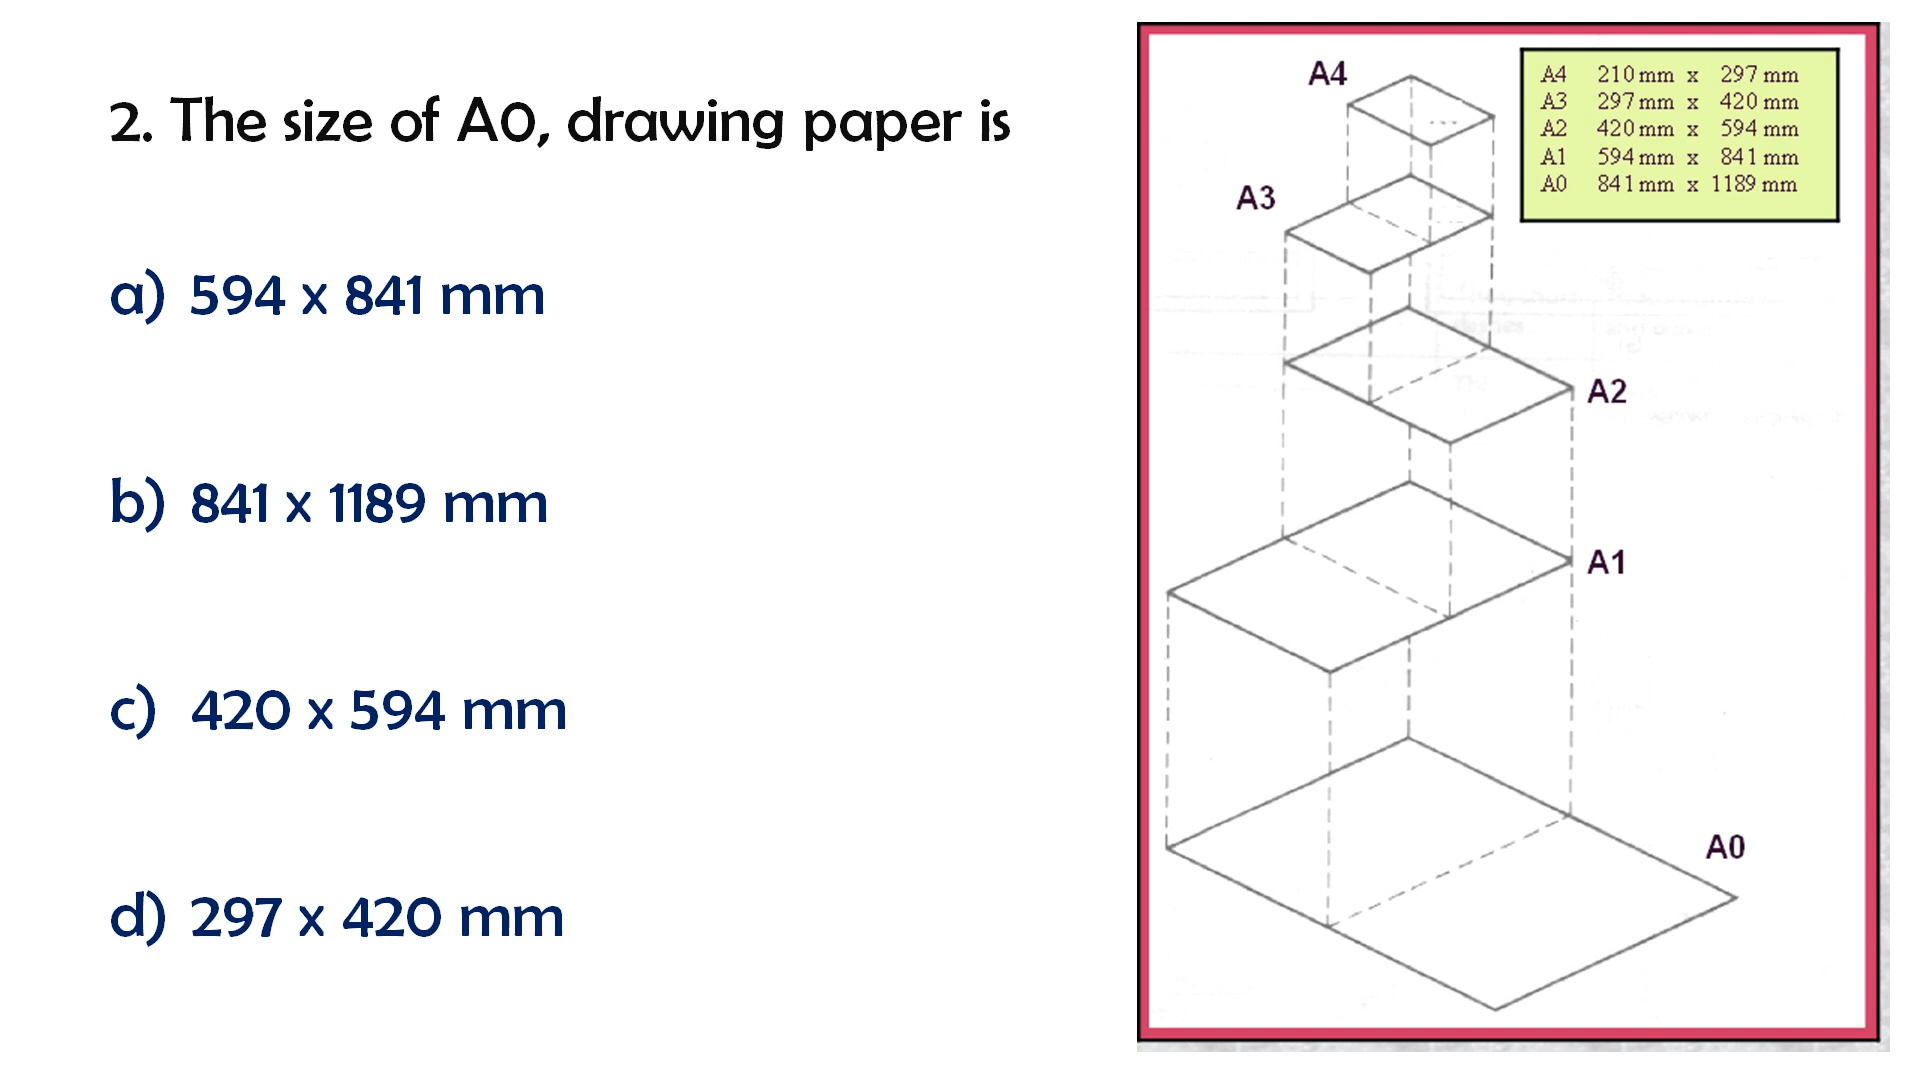 2. The size of A0, drawing paper is
a) 594 x 841 mm
b) 841 x 1189 mm
c) 420 x 594 mm
d) 297 x 420 mm
A4
A3
A2
A1
A0
A4 210 mm x 297 mm
A3 297 mm x 420 mm
A2 420 mm x 594 mm
A1 594 mm x 841 mm
A0 841 mm x 1189 mm